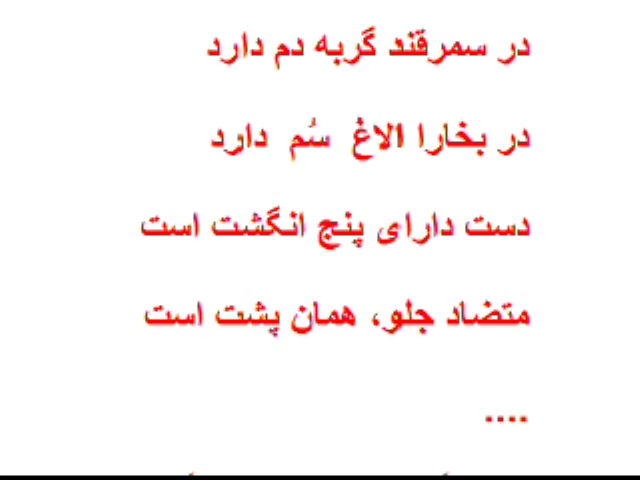 در سمرقند گربه دم دارد
در بخارا الاغ سُم دارد
دست دارای پنج انگشت است
متضاد جلو، همان پشت است
....